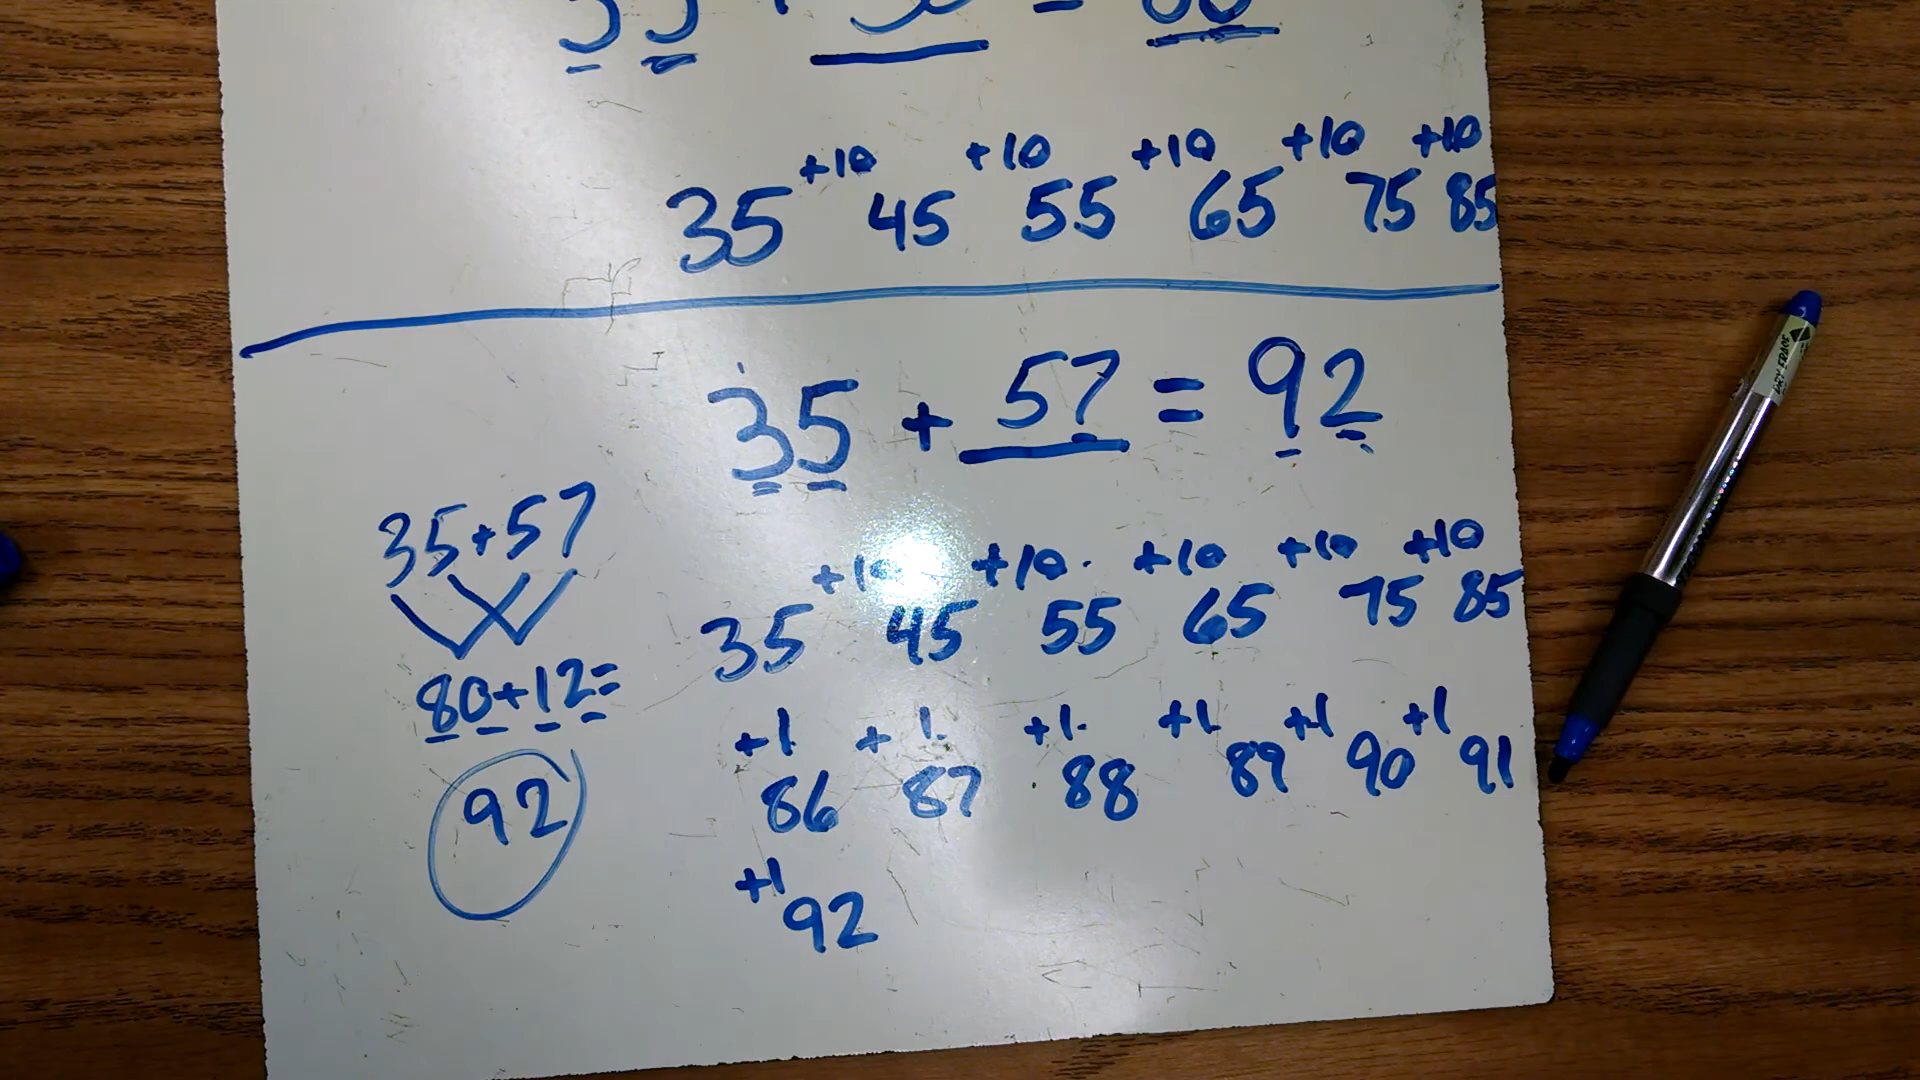 +10 +10 +10 +10 +10
35 45 55 65 75 85
35 + 57 = 92
35+57
80+12=
92
+10 +10 +10 +10 +10
35 45 55 65 75 85
+1 +1 +1 +1 +1 +1
86 87 88 89 90 91
+1
92